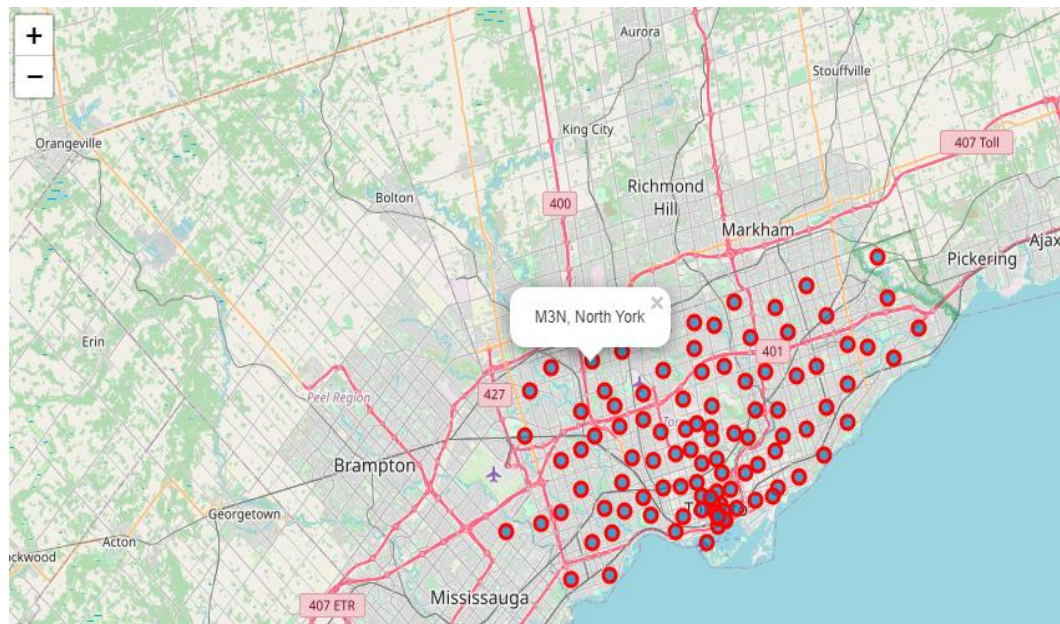 +
−
Aurora
Stouffville
Orangeville
King City
407 Toll
Bolton
Richmond
Hill
400
Markham
Pickering
Ajax
M3N, North York
×
Erin
401
427
Peel Region
Brampton
Georgetown
Acton
ckwood
Mississauga
407 ETR